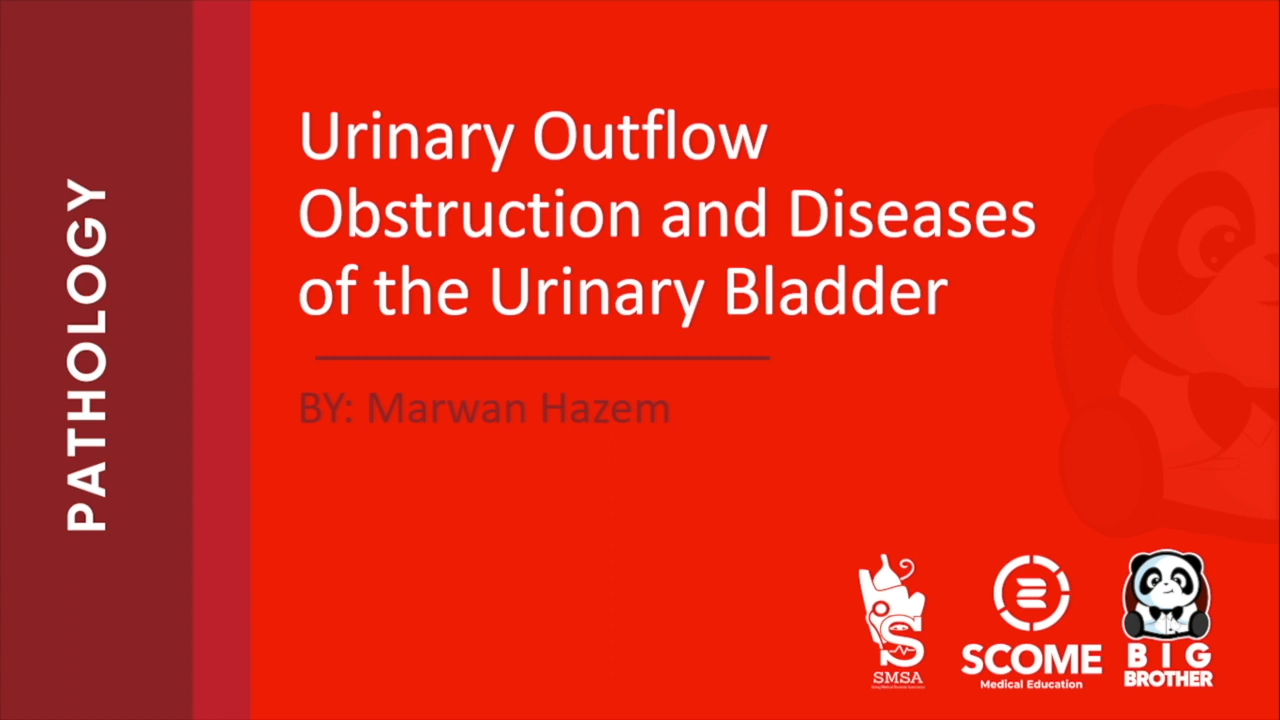 PATHOLOGY
Urinary Outflow
Obstruction and Diseases
of the Urinary Bladder
BY: Marwan Hazem
S
SMSA
SCOME
Medical Education
BIG
BROTHER